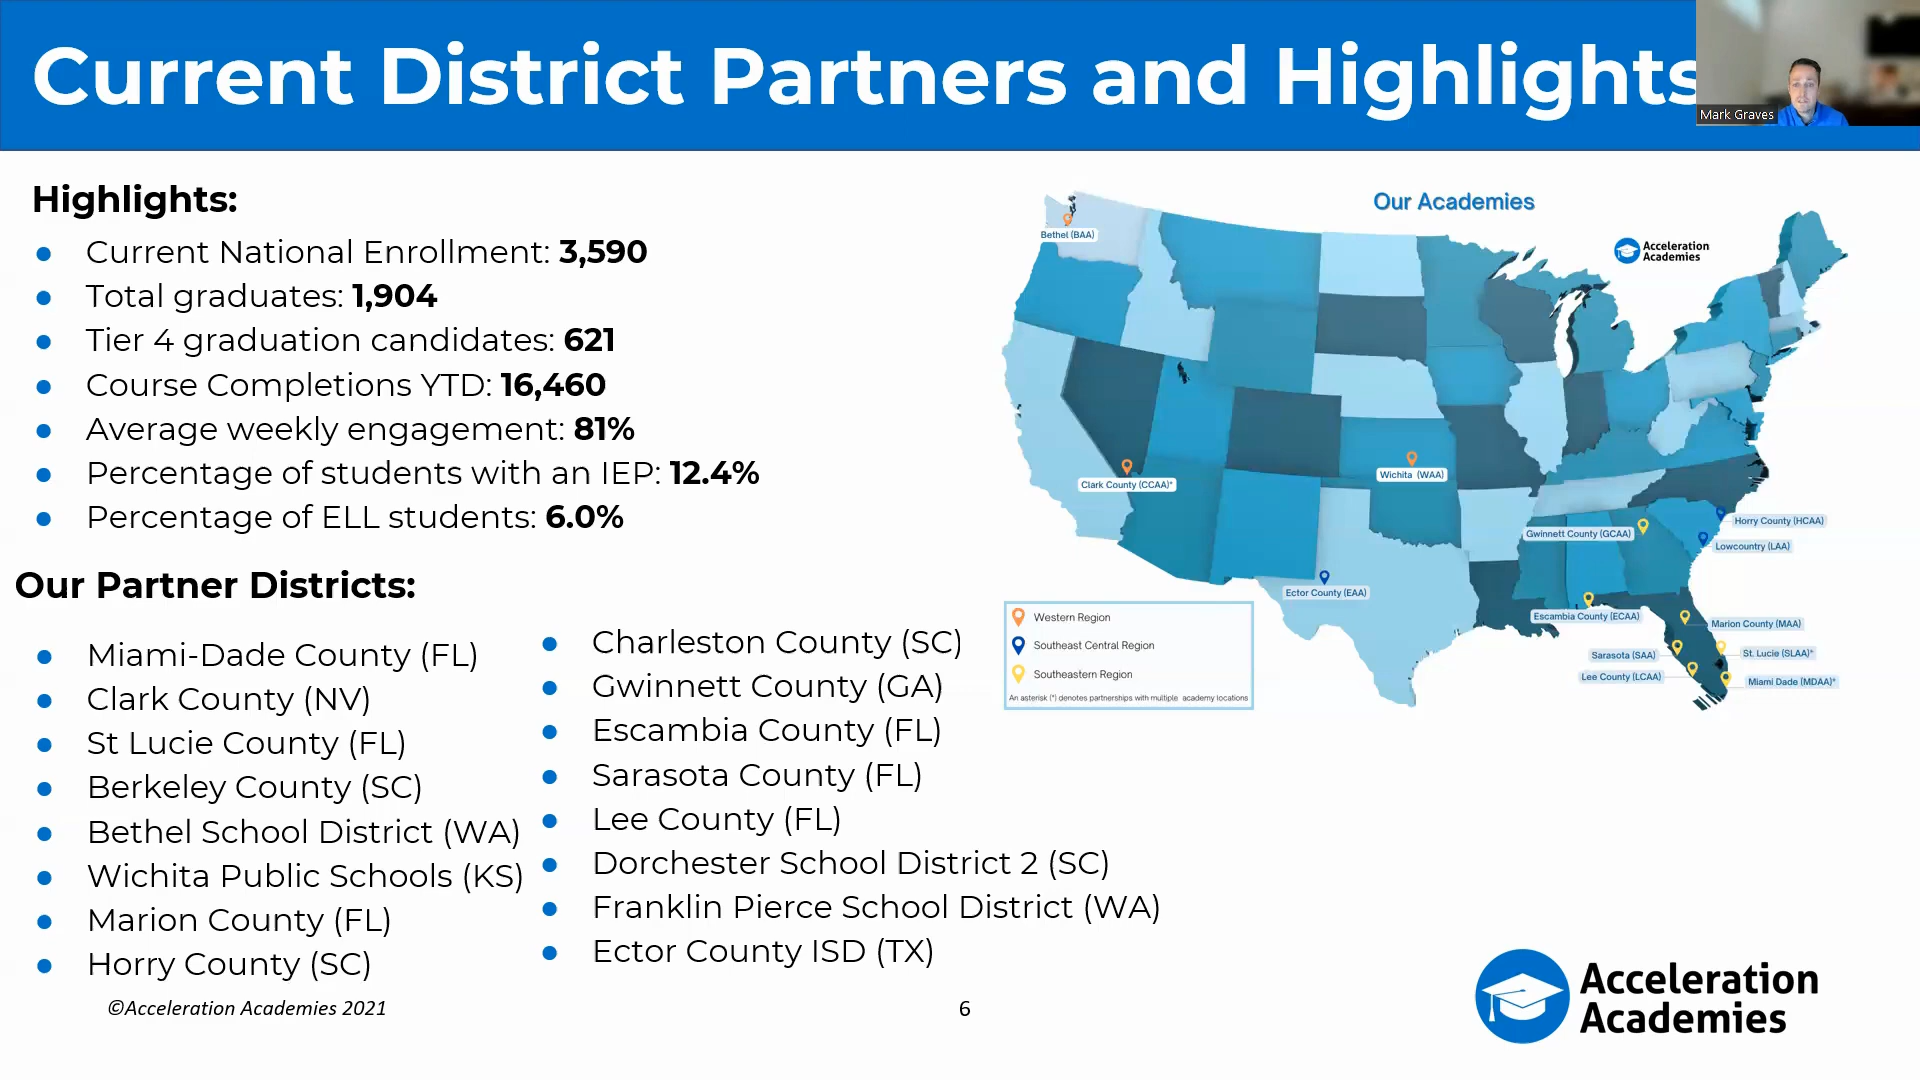 Current District Partners and Highlights
Mark Graves
Highlights:
Current National Enrollment: 3,590
Total graduates: 1,904
Tier 4 graduation candidates: 621
Course Completions YTD: 16,460
Average weekly engagement: 81%
Percentage of students with an IEP: 12.4%
Percentage of ELL students: 6.0%
Our Partner Districts:
Miami-Dade County (FL)
Clark County (NV)
St Lucie County (FL)
Berkeley County (SC)
Bethel School District (WA)
Wichita Public Schools (KS)
Marion County (FL)
Horry County (SC)
Charleston County (SC)
Gwinnett County (GA)
Escambia County (FL)
Sarasota County (FL)
Lee County (FL)
Dorchester School District 2 (SC)
Franklin Pierce School District (WA)
Ector County ISD (TX)
Our Academies
Acceleration
Academies
Bethel (BAA)
Clark County (CCAA)*
Wichita (WAA)
Gwinnett County (GCAA)
Horry County (HCAA)
Lowcountry (LAA)
Ector County (EAA)
Escambia County (ECAA)
Marion County (MAA)
Sarasota (SAA)
St. Lucie (SLAA)*
Lee County (LCAA)
Miami Dade (MDAA)*
Western Region
Southeast Central Region
Southeastern Region
An asterisk (*) denotes partnerships with multiple academy locations
©Acceleration Academies 2021
6
Acceleration
Academies